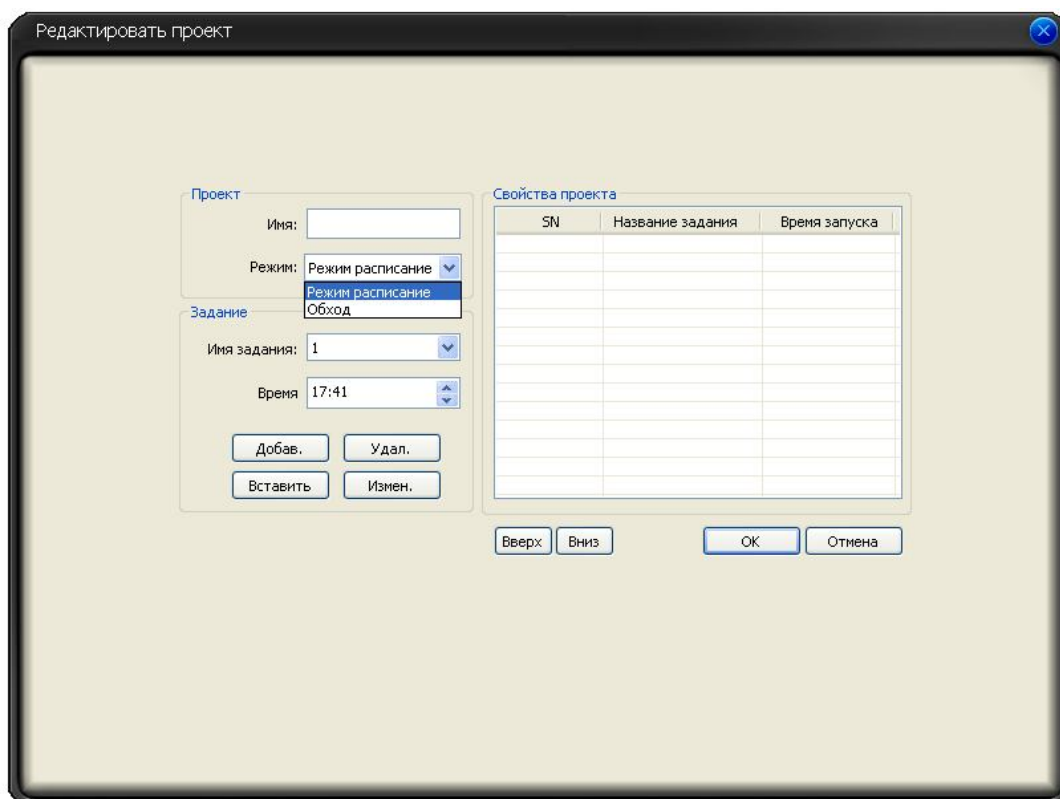 Редактировать проект
Проект
Имя:
Режим: Режим расписание
Режим расписание
Обход
Задание
Имя задания: 1
Время 17:41
Добав. Удал.
Вставить Измен.
Свойства проекта
SN Название задания Время запуска
Вверх Вниз OK Отмена